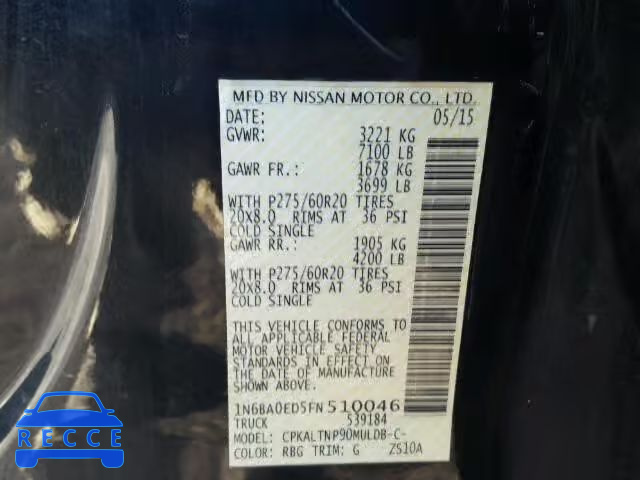 MFD BY NISSAN MOTOR CO., LTD.
DATE: 05/15
GVWR: 3221 KG
7100 LB
GAWR FR.: 1678 KG
3699 LB
WITH P275/60R20 TIRES
20X8.0 RIMS AT 36 PSI
COLD SINGLE
GAWR RR.: 1905 KG
4200 LB
WITH P275/60R20 TIRES
20X8.0 RIMS AT 36 PSI
COLD SINGLE
THIS VEHICLE CONFORMS TO
ALL APPLICABLE FEDERAL
MOTOR VEHICLE SAFETY
STANDARDS IN EFFECT ON
THE DATE OF MANUFACTURE
SHOWN ABOVE.
1N6BA0ED5FN510046
TRUCK 539184
MODEL: CPKALTNP90MULDB-C-
COLOR: RBG TRIM: G ZS10A
BidFax.info